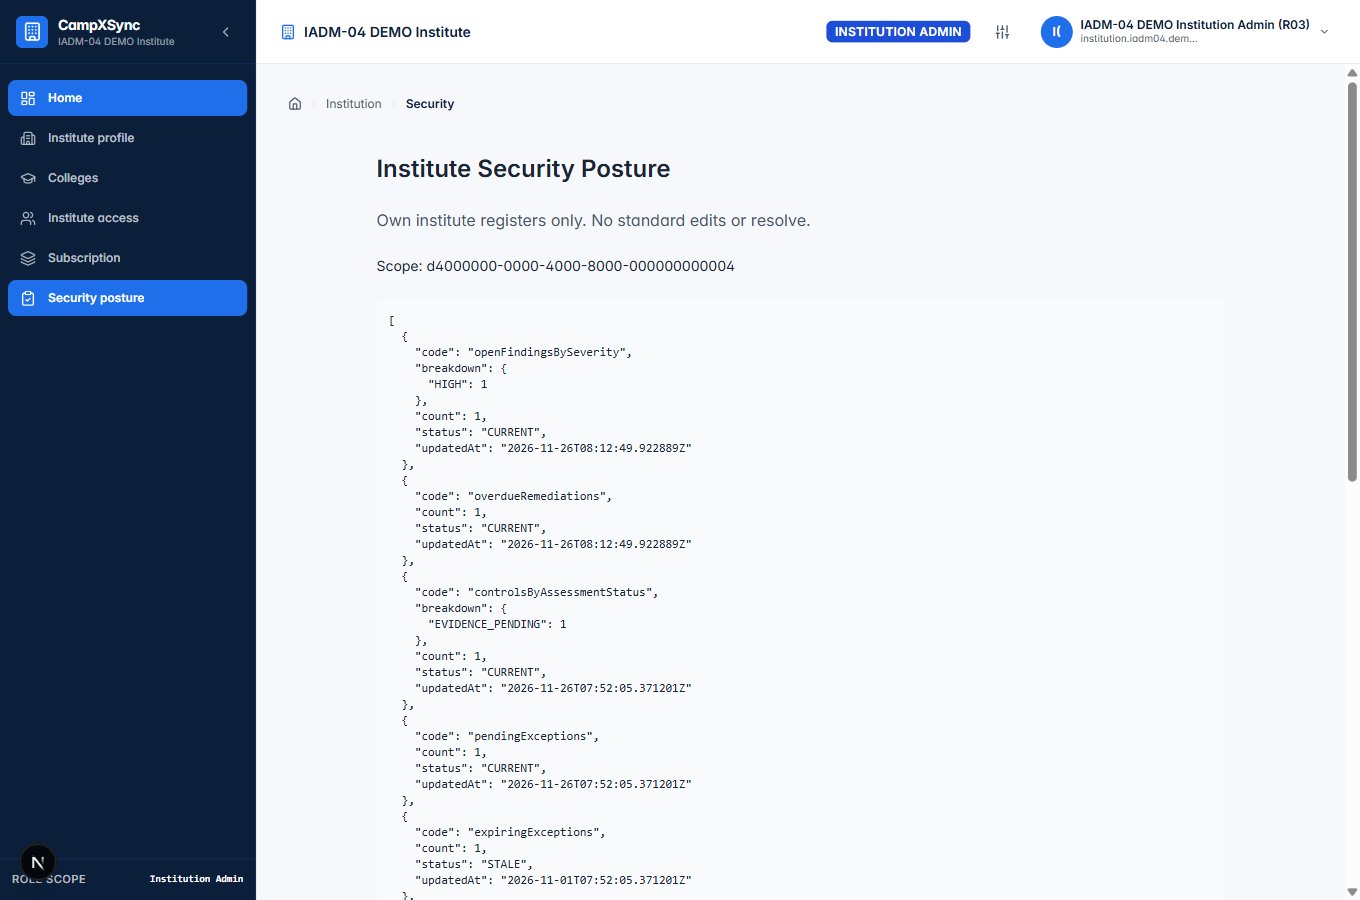 CampXSync
IADM-04 DEMO Institute
Home
Institute profile
Colleges
Institute access
Subscription
Security posture
N
ROLE SCOPE
Institution Admin
IADM-04 DEMO Institute
INSTITUTION ADMIN
I(
IADM-04 DEMO Institution Admin (R03)
institution.iadm04.dem...
Institution
Security
Institute Security Posture
Own institute registers only. No standard edits or resolve.
Scope: d4000000-0000-4000-8000-000000000004
[
{
"code": "openFindingsBySeverity",
"breakdown": {
"HIGH": 1
},
"count": 1,
"status": "CURRENT",
"updatedAt": "2026-11-26T08:12:49.922889Z"
},
{
"code": "overdueRemediations",
"count": 1,
"status": "CURRENT",
"updatedAt": "2026-11-26T08:12:49.922889Z"
},
{
"code": "controlsByAssessmentStatus",
"breakdown": {
"EVIDENCE_PENDING": 1
},
"count": 1,
"status": "CURRENT",
"updatedAt": "2026-11-26T07:52:05.371201Z"
},
{
"code": "pendingExceptions",
"count": 1,
"status": "CURRENT",
"updatedAt": "2026-11-26T07:52:05.371201Z"
},
{
"code": "expiringExceptions",
"count": 1,
"status": "STALE",
"updatedAt": "2026-11-01T07:52:05.371201Z"
},